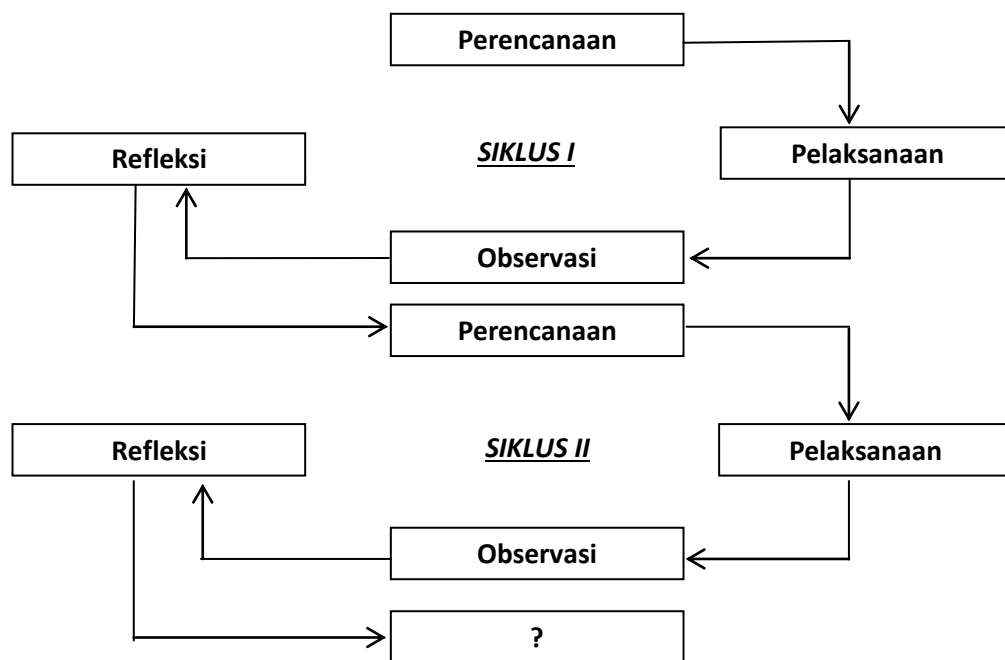 Perencanaan
Refleksi
SIKLUS I
Pelaksanaan
Observasi
Perencanaan
Refleksi
SIKLUS II
Pelaksanaan
Observasi
?